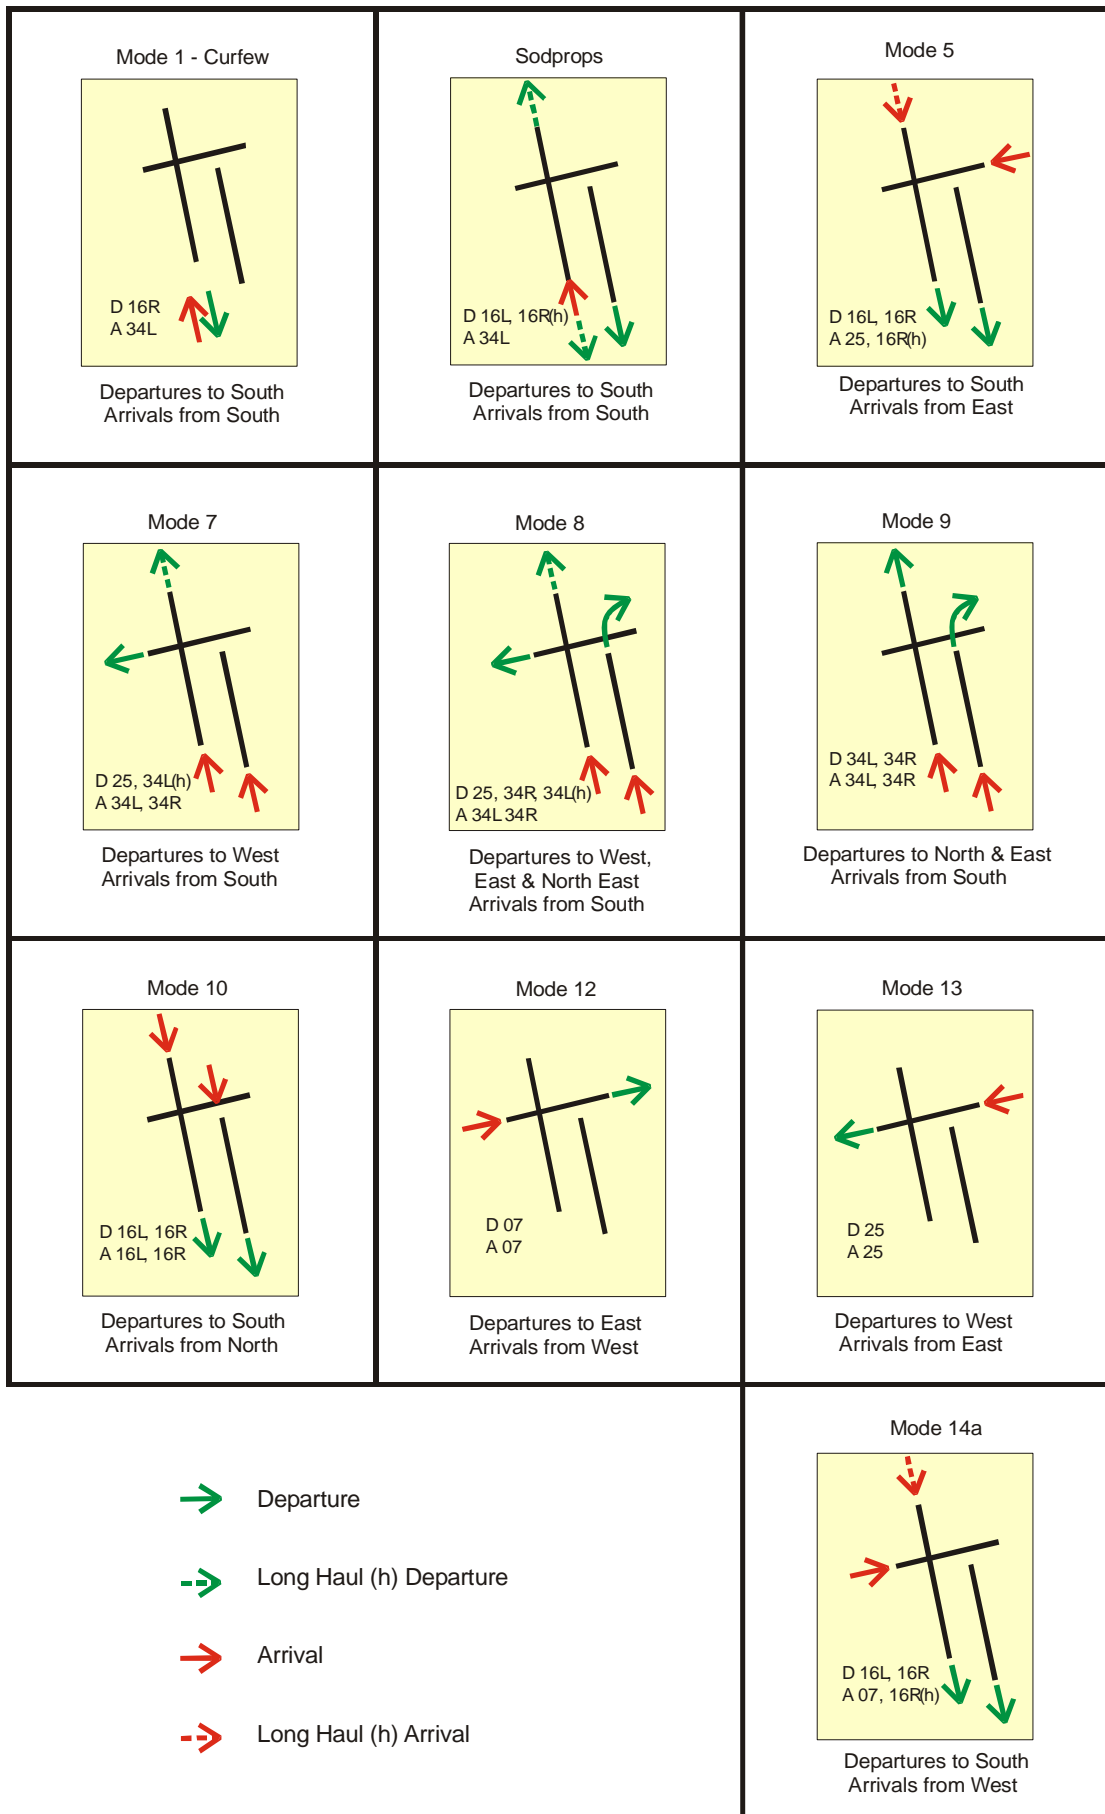 Mode 1 - Curfew
D 16R
A 34L
Departures to South
Arrivals from South
Sodprops
D 16L, 16R(h)
A 34L
Departures to South
Arrivals from South
Mode 5
D 16L, 16R
A 25, 16R(h)
Departures to South
Arrivals from East
Mode 7
D 25, 34L(h)
A 34L, 34R
Departures to West
Arrivals from South
Mode 8
D 25, 34R, 34L(h)
A 34L 34R
Departures to West,
East & North East
Arrivals from South
Mode 9
D 34L, 34R
A 34L, 34R
Departures to North & East
Arrivals from South
Mode 10
D 16L, 16R
A 16L, 16R
Departures to South
Arrivals from North
Mode 12
D 07
A 07
Departures to East
Arrivals from West
Mode 13
D 25
A 25
Departures to West
Arrivals from East
Departure
Long Haul (h) Departure
Arrival
Long Haul (h) Arrival
Mode 14a
D 16L, 16R
A 07, 16R(h)
Departures to South
Arrivals from West